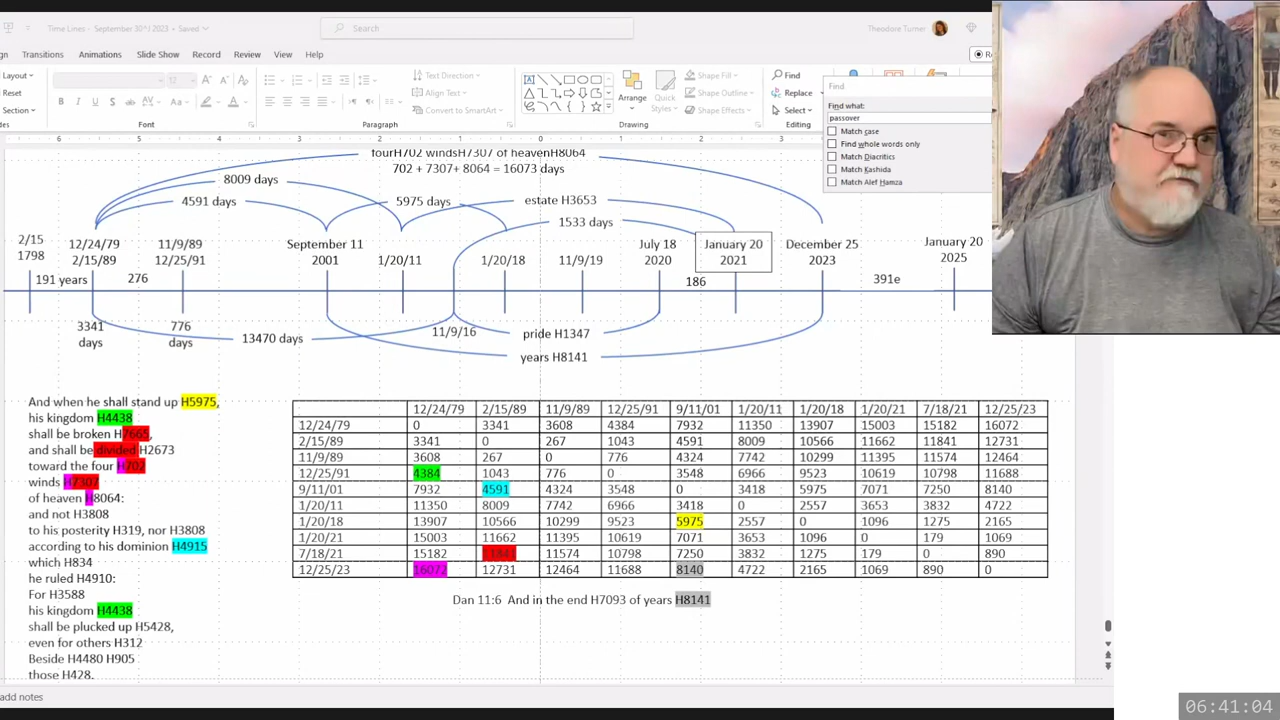 Time Lines - September 30th/ 2023 • Saved
Search
Theodore Turner
Transitions Animations Slide Show Record Review View Help
Layout
Reset
Section
Text Direction
Align Text
Convert to SmartArt
Arrange
Quick Styles
Shape Fill
Shape Outline
Shape Effects
Find
Replace
Select
Paragraph
Drawing
Editing
Find
Find what:
passover
Match case
Find whole words only
Match Diacritics
Match Kashida
Match Alef Hamza
6 5 4 3 2 1 0 1 2 3
fourH702 windsH7307 of heavenH8064
702 + 7307+ 8064 = 16073 days
8009 days
4591 days
5975 days
estate H3653
1533 days
2/15
1798
12/24/79
2/15/89
11/9/89
12/25/91
September 11
2001
1/20/11
1/20/18
11/9/19
July 18
2020
January 20
2021
December 25
2023
January 20
2025
191 years
276
186
391e
3341
days
776
days
13470 days
11/9/16
pride H1347
years H8141
And when he shall stand up H5975,
his kingdom H4438
shall be broken H7665,
and shall be divided H2673
toward the four H702
winds H7307
of heaven H8064:
and not H3808
to his posterity H319, nor H3808
according to his dominion H4915
which H834
he ruled H4910:
For H3588
his kingdom H4438
shall be plucked up H5428,
even for others H312
Beside H4480 H905
those H428.
12/24/79 2/15/89 11/9/89 12/25/91 9/11/01 1/20/11 1/20/18 1/20/21 7/18/21 12/25/23
12/24/79 0 3341 3608 4384 7932 11350 13907 15003 15182 16072
2/15/89 3341 0 267 1043 4591 8009 10566 11662 11841 12731
11/9/89 3608 267 0 776 4324 7742 10299 11395 11574 12464
12/25/91 4384 1043 776 0 3548 6966 9523 10619 10798 11688
9/11/01 7932 4591 4324 3548 0 3418 5975 7071 7250 8140
1/20/11 11350 8009 7742 6966 3418 0 2557 3653 3832 4722
1/20/18 13907 10566 10299 9523 5975 2557 0 1096 1275 2165
1/20/21 15003 11662 11395 10619 7071 3653 1096 0 179 1069
7/18/21 15182 11841 11574 10798 7250 3832 1275 179 0 890
12/25/23 16072 12731 12464 11688 8140 4722 2165 1069 890 0
Dan 11:6 And in the end H7093 of years H8141
add notes
06:41:04